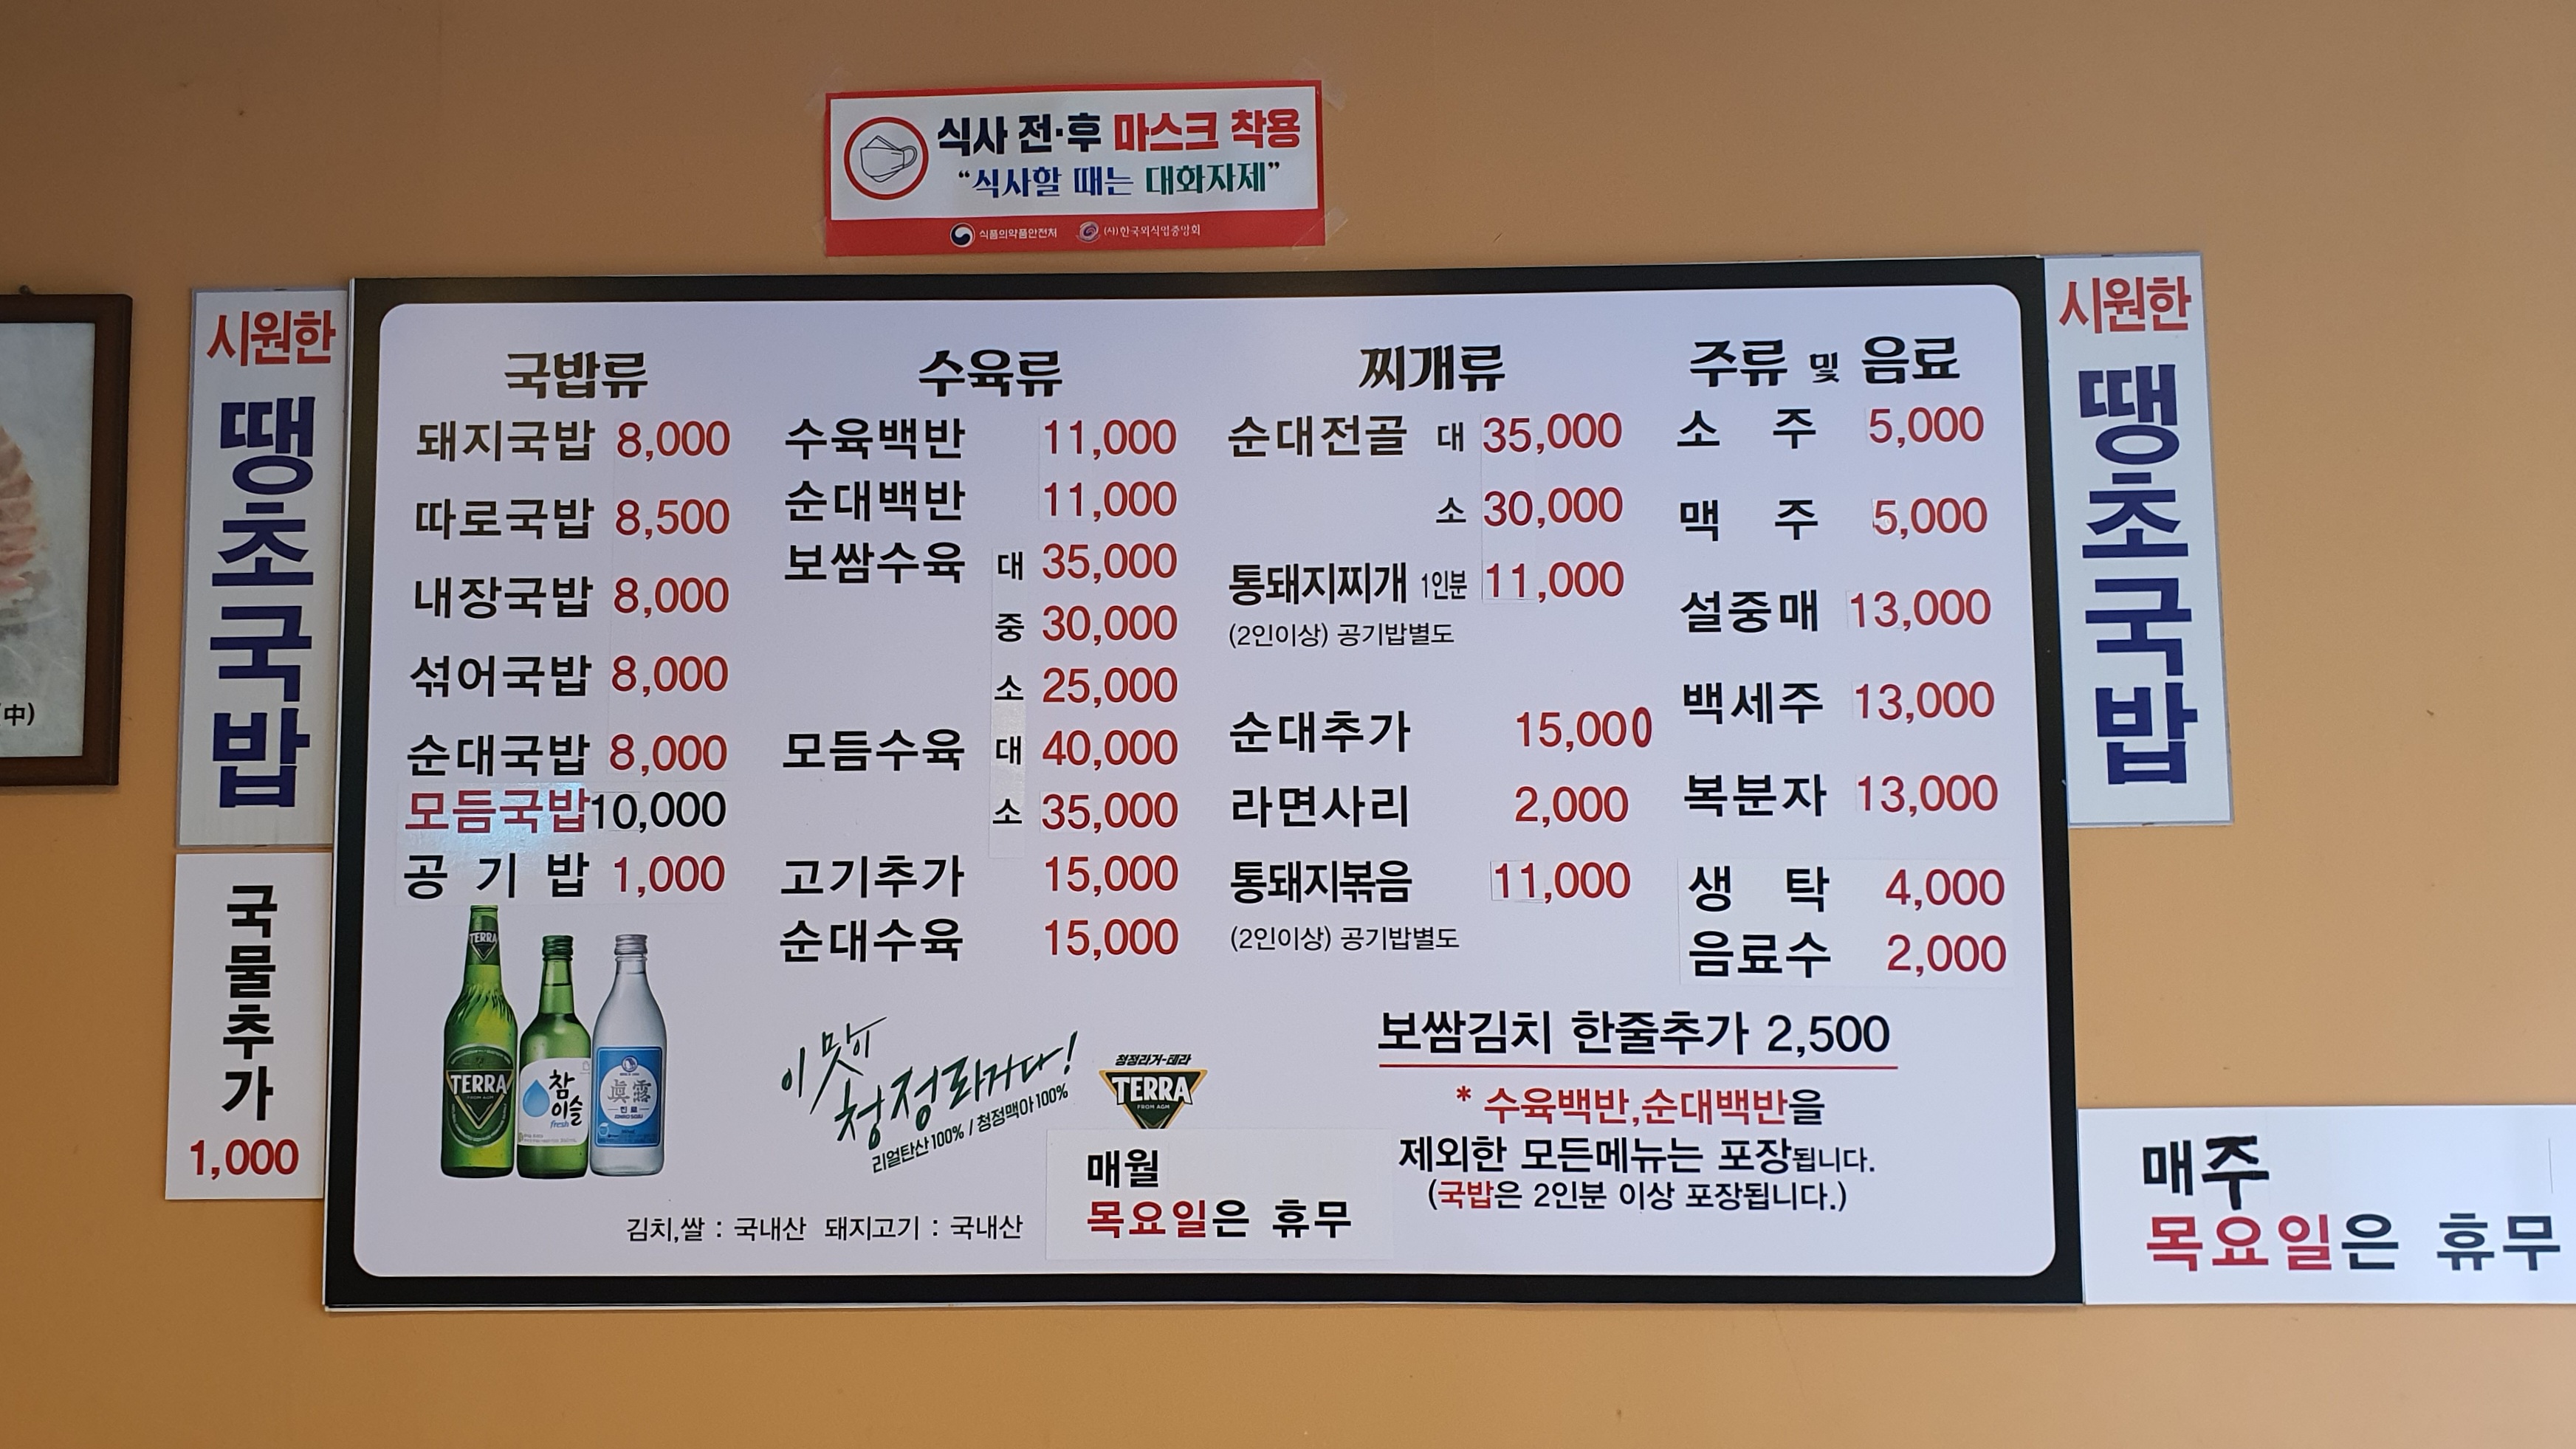 식사 전·후 마스크 착용
“식사할 때는 대화자제”
식품의약품안전처 (사)한국외식업중앙회
(中)
시원한
땡초국밥
국물추가
1,000
국밥류
돼지국밥 8,000
따로국밥 8,500
내장국밥 8,000
섞어국밥 8,000
순대국밥 8,000
모듬국밥 10,000
공 기 밥 1,000
수육류
수육백반 11,000
순대백반 11,000
보쌈수육 대 35,000
중 30,000
소 25,000
모듬수육 대 40,000
소 35,000
고기추가 15,000
순대수육 15,000
찌개류
순대전골 대 35,000
소 30,000
통돼지찌개 1인분 11,000
(2인이상) 공기밥별도
순대추가 15,000
라면사리 2,000
통돼지볶음 11,000
(2인이상) 공기밥별도
주류 및 음료
소 주 5,000
맥 주 5,000
설중매 13,000
백세주 13,000
복분자 13,000
생 탁 4,000
음료수 2,000
TERRA
TERRA
FROM AGM
참이슬
fresh
眞露
진로
이 맛이
청정라거다!
리얼탄산 100% / 청정맥아 100%
청정라거-테라
TERRA
FROM AGM
보쌈김치 한줄추가 2,500
* 수육백반,순대백반을
제외한 모든메뉴는 포장됩니다.
(국밥은 2인분 이상 포장됩니다.)
매월
목요일은 휴무
김치,쌀 : 국내산 돼지고기 : 국내산
시원한
땡초국밥
매주
목요일은 휴무